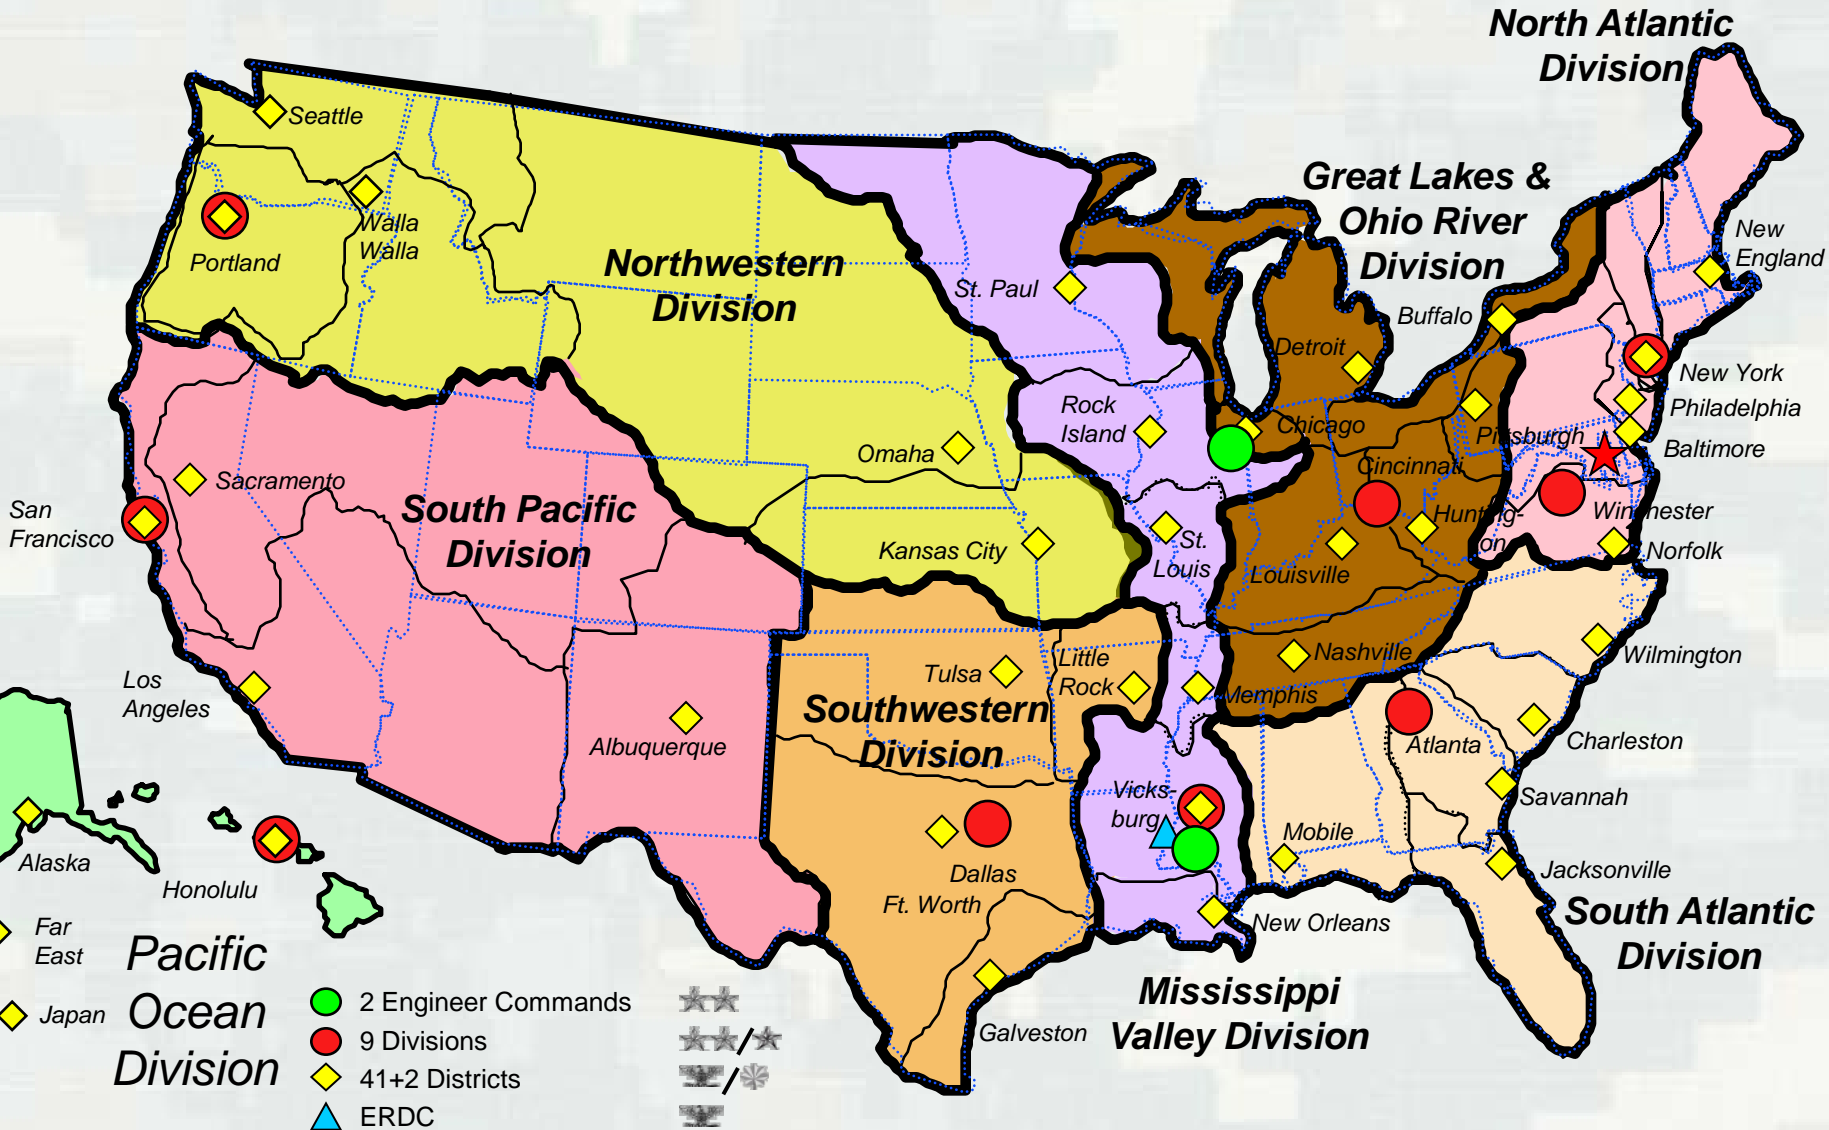 North Atlantic
Division
Seattle
Great Lakes &
Ohio River
Division
Walla
Walla
Portland
Northwestern
Division
New
England
St. Paul
Buffalo
Detroit
New York
Philadelphia
Rock
Island
Chicago
Pittsburgh
Baltimore
Omaha
Cincinnati
Sacramento
South Pacific
Division
San
Francisco
Hunting-
on
Winchester
Kansas City
St.
Louis
Norfolk
Louisville
Nashville
Wilmington
Los
Angeles
Tulsa
Little
Rock
Memphis
Southwestern
Division
Albuquerque
Atlanta
Charleston
Vicks-
burg
Savannah
Mobile
Alaska
Honolulu
Dallas
Ft. Worth
Jacksonville
New Orleans
South Atlantic
Division
Far
East
Pacific
Ocean
Division
Japan
Galveston
Mississippi
Valley Division
2 Engineer Commands
9 Divisions
41+2 Districts
ERDC